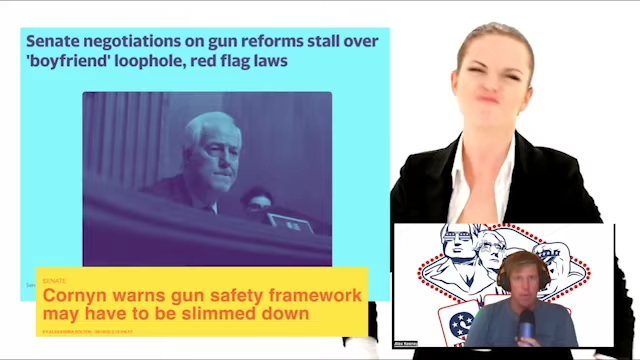 Senate negotiations on gun reforms stall over
'boyfriend' loophole, red flag laws
SENATE
Cornyn warns gun safety framework
may have to be slimmed down